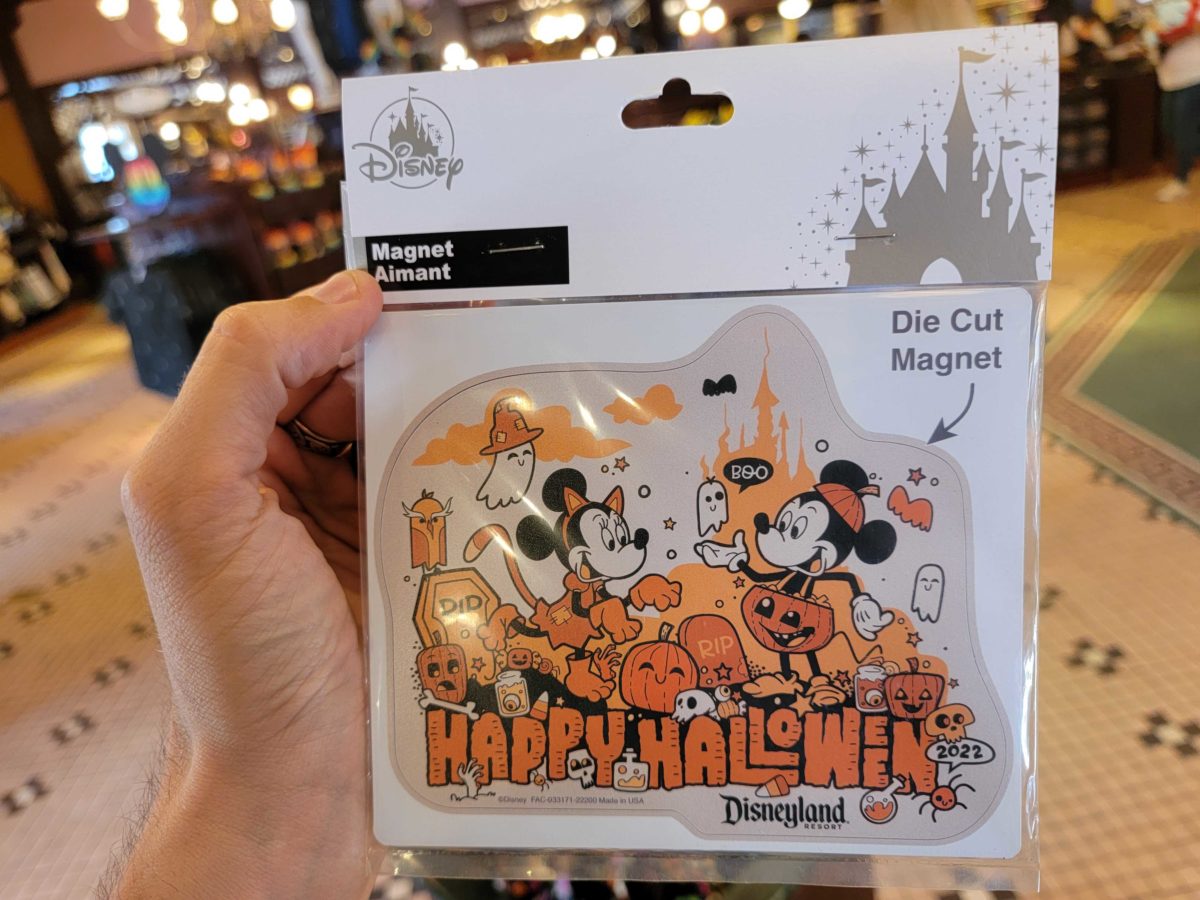 Disney
Magnet
Aimant
Die Cut
Magnet
BOO
RIP
RIP
HAPPY HALLOWEEN
2022
©Disney FAC-033171-22200 Made in USA
Disneyland
RESORT